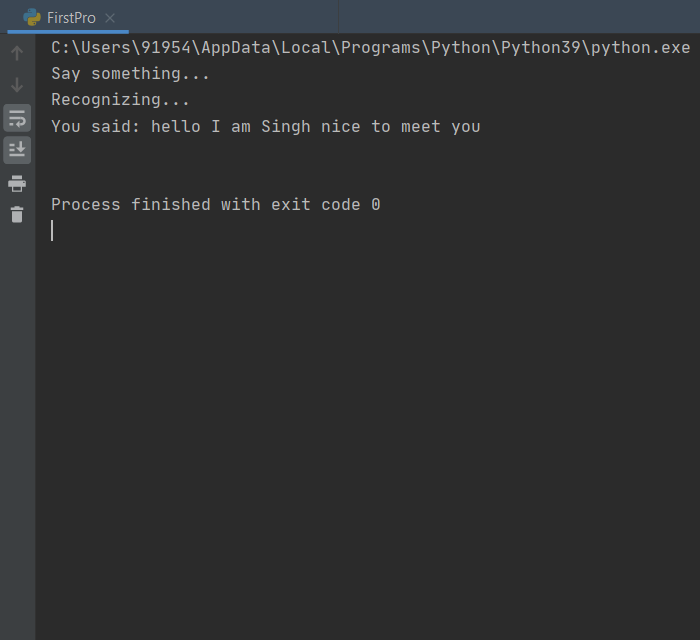 FirstPro
C:\Users\91954\AppData\Local\Programs\Python\Python39\python.exe
Say something...
Recognizing...
You said: hello I am Singh nice to meet you
Process finished with exit code 0